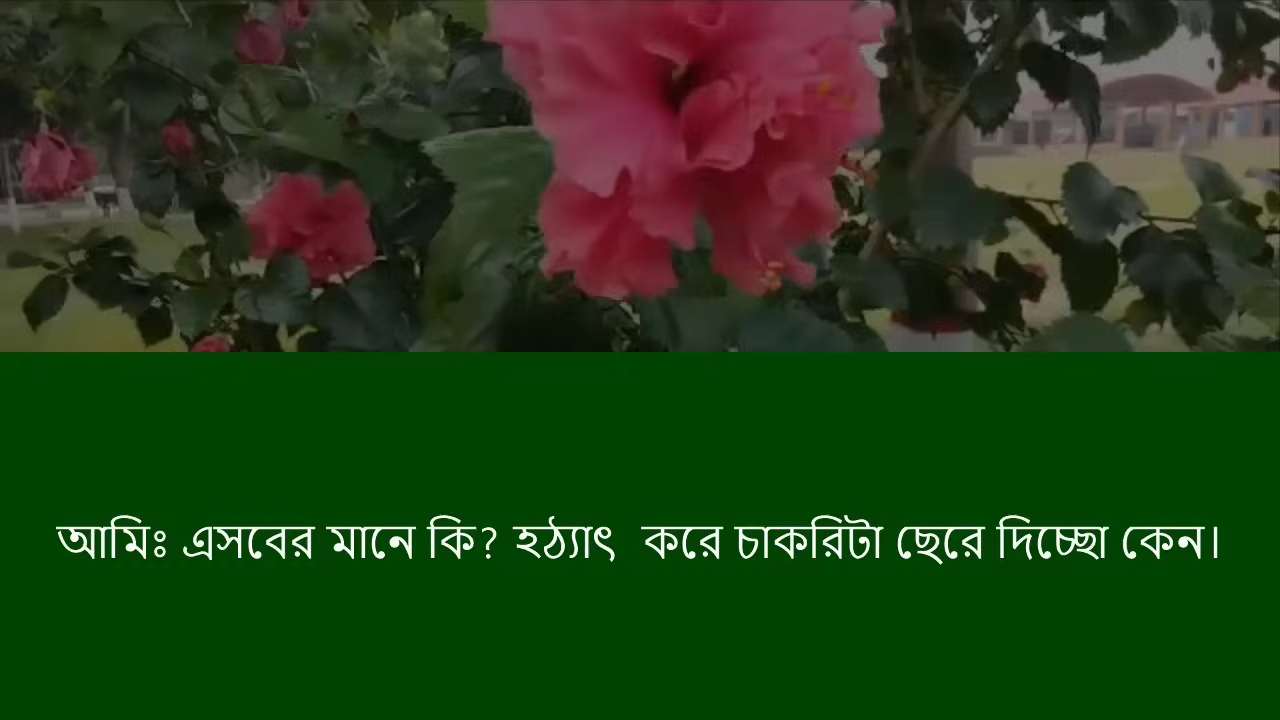 আমিঃ এসবের মানে কি? হঠ্যাৎ  করে চাকরিটা ছেরে দিচ্ছো কেন।